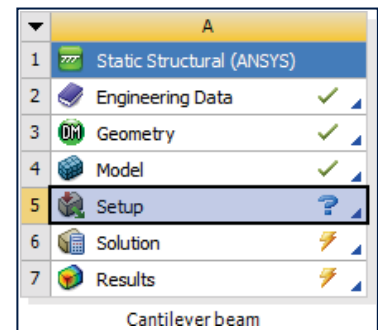 A
1 Static Structural (ANSYS)
2 Engineering Data
3 DM Geometry
4 Model
5 Setup ?
6 Solution
7 Results
Cantilever beam